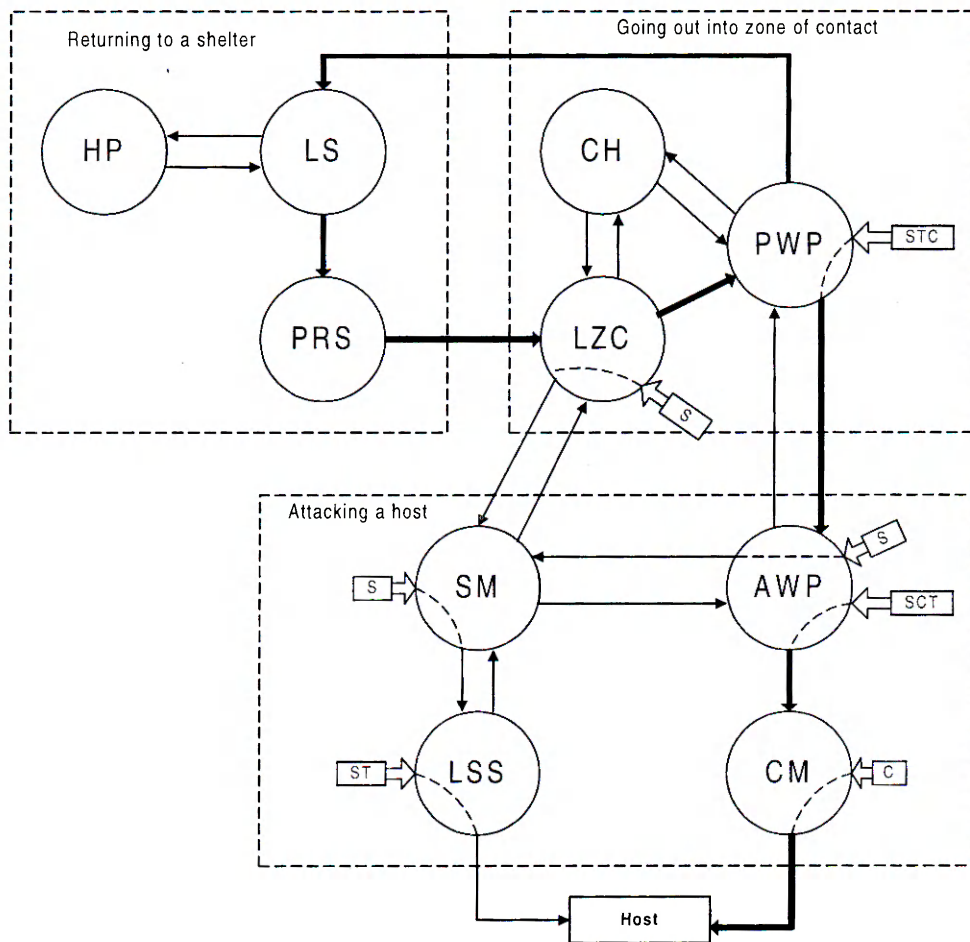 Returning to a shelter
Going out into zone of contact
HP
LS
CH
PWP
STC
PRS
LZC
S
Attacking a host
S
S
SM
AWP
SCT
ST
LSS
CM
C
Host